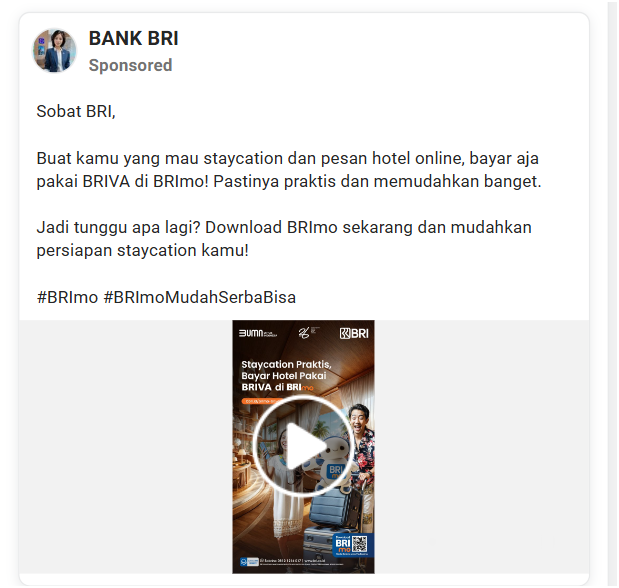 BANK BRI
Sponsored
Sobat BRI,
Buat kamu yang mau staycation dan pesan hotel online, bayar aja
pakai BRIVA di BRImo! Pastinya praktis dan memudahkan banget.
Jadi tunggu apa lagi? Download BRImo sekarang dan mudahkan
persiapan staycation kamu!
#BRImo #BRImoMudahSerbaBisa
BUMN
BRI
Staycation Praktis,
Bayar Hotel Pakai
BRIVA di BRImo
BRI
BRI
mo